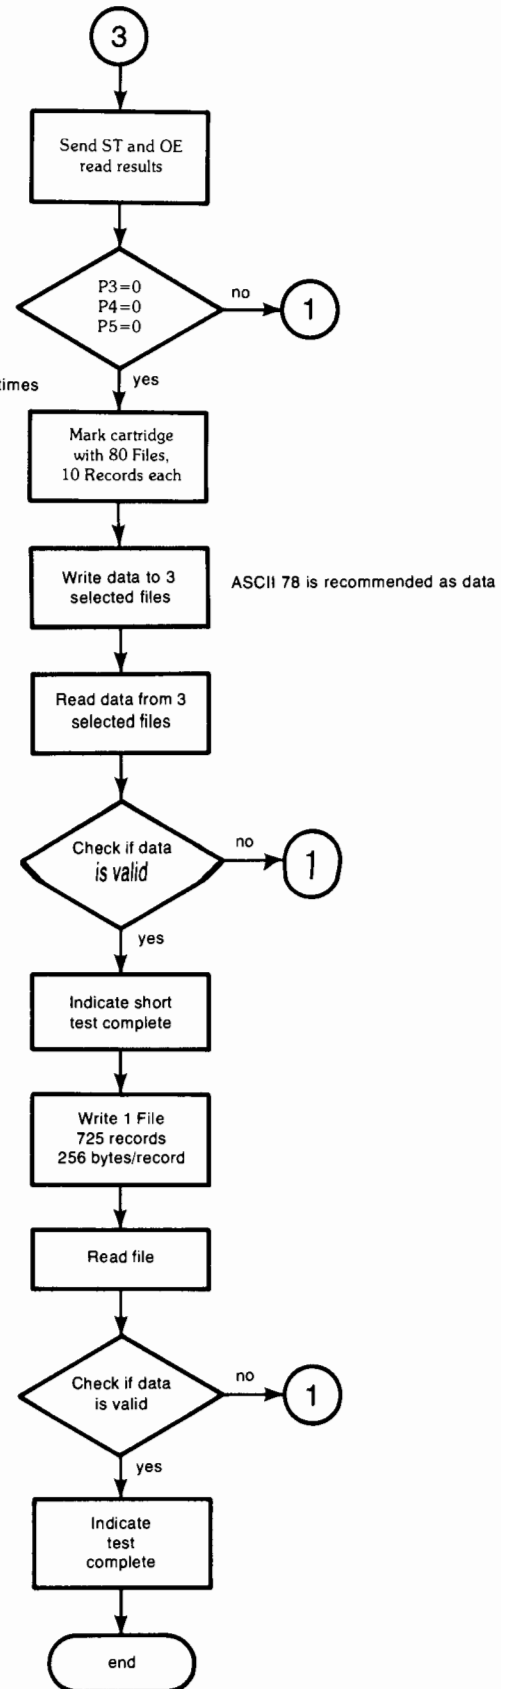 3
Send ST and OE
read results
P3=0
P4=0
P5=0
no
1
times
yes
Mark cartridge
with 80 Files,
10 Records each
Write data to 3
selected files
ASCII 78 is recommended as data
Read data from 3
selected files
Check if data
is valid
no
1
yes
Indicate short
test complete
Write 1 File
725 records
256 bytes/record
Read file
Check if data
is valid
no
1
yes
Indicate
test
complete
end